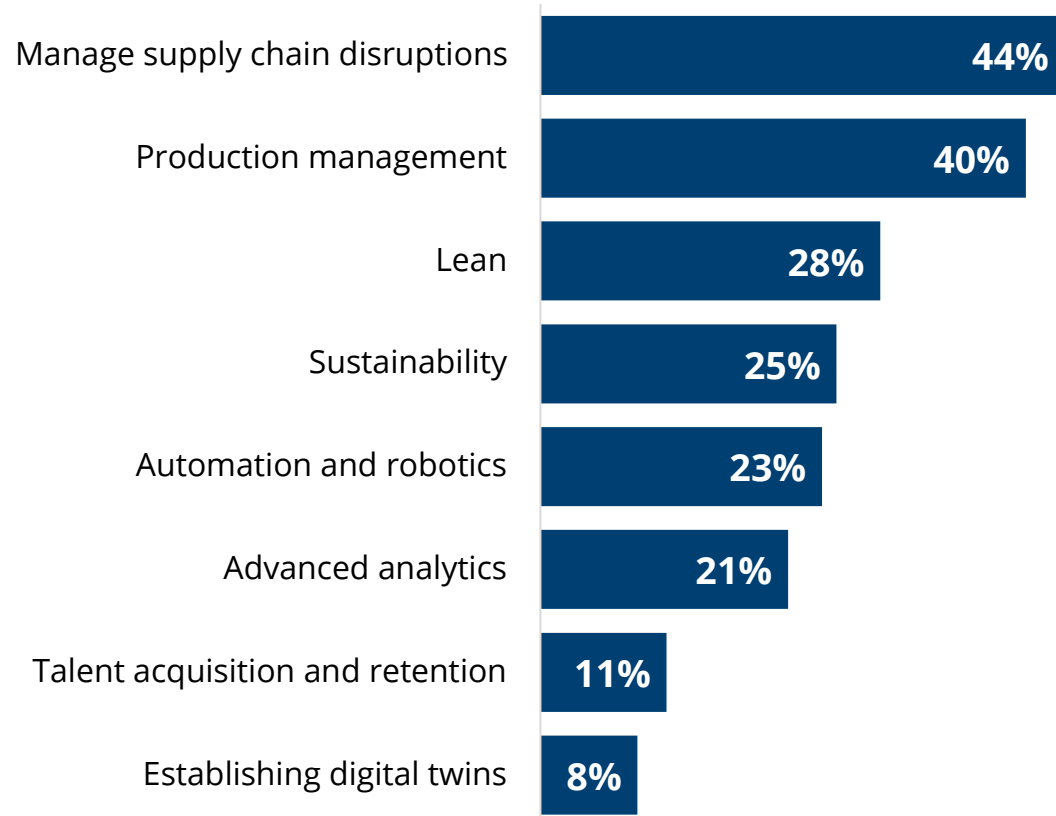 Manage supply chain disruptions 44%
Production management 40%
Lean 28%
Sustainability 25%
Automation and robotics 23%
Advanced analytics 21%
Talent acquisition and retention 11%
Establishing digital twins 8%